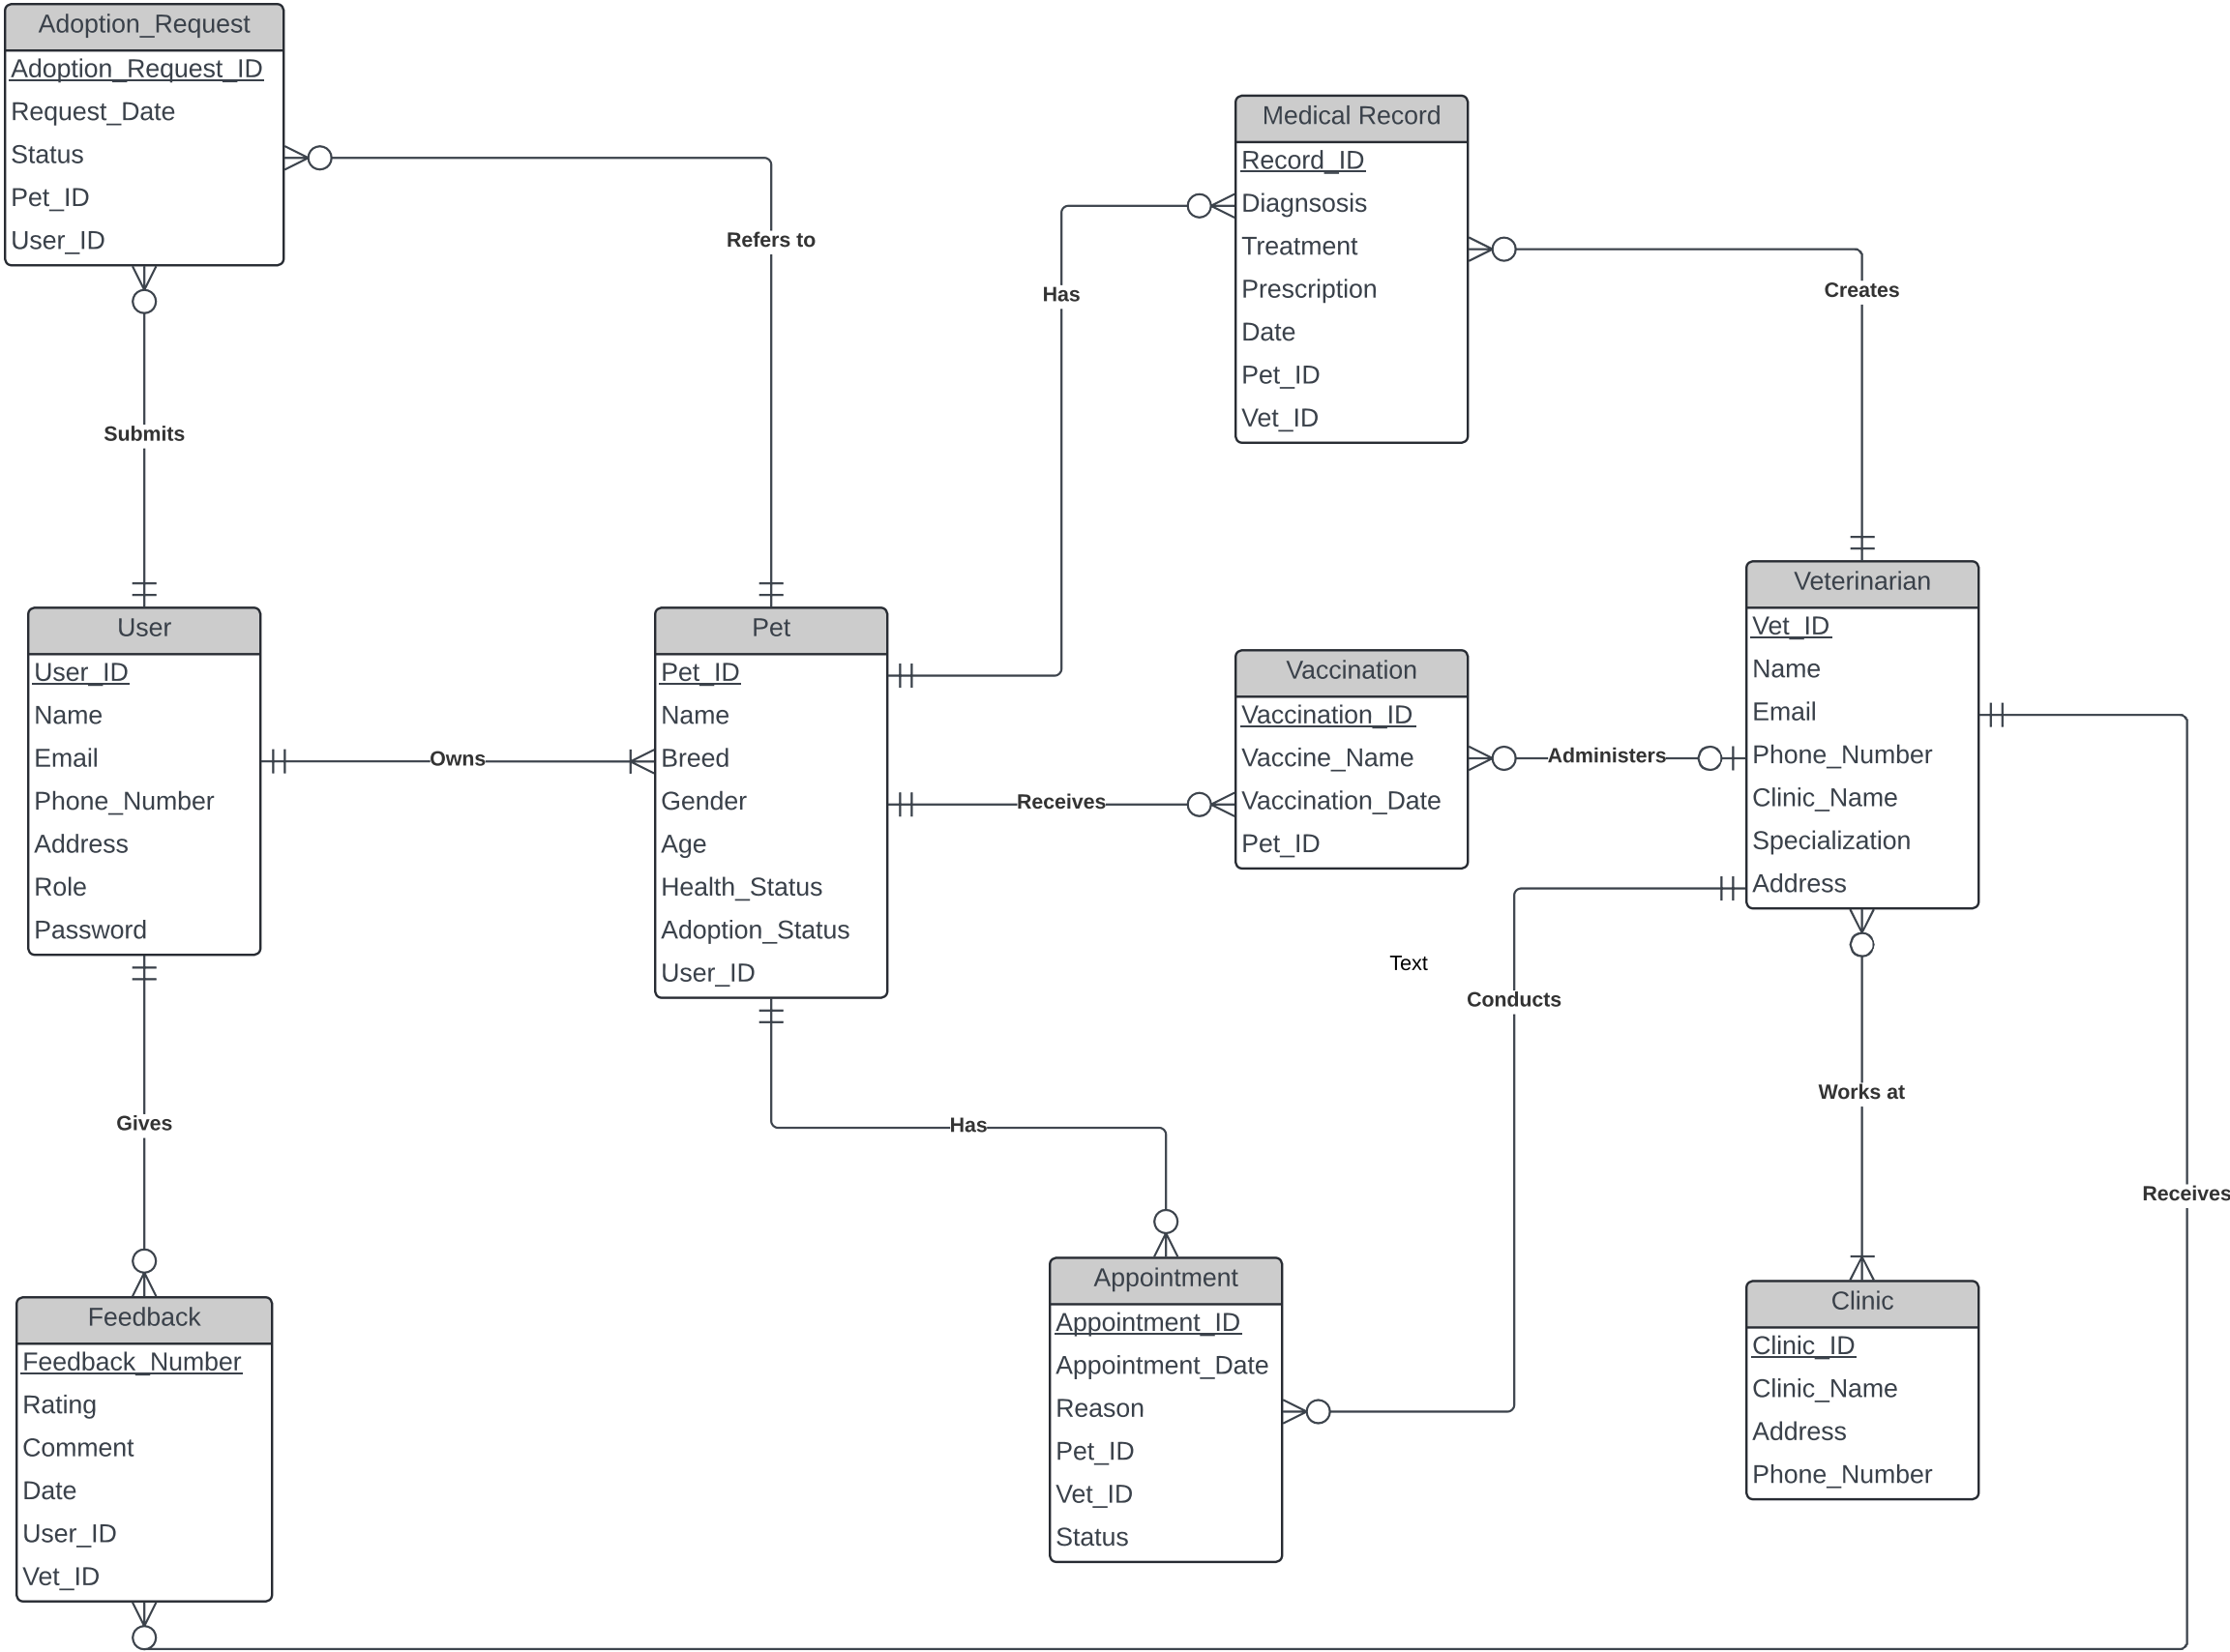 Adoption_Request
Adoption_Request_ID
Request_Date
Status
Pet_ID
User_ID
Refers to
Submits
Medical Record
Record_ID
Diagnsosis
Treatment
Prescription
Date
Pet_ID
Vet_ID
Has
Creates
User
User_ID
Name
Email
Phone_Number
Address
Role
Password
Owns
Pet
Pet_ID
Name
Breed
Gender
Age
Health_Status
Adoption_Status
User_ID
Receives
Vaccination
Vaccination_ID
Vaccine_Name
Vaccination_Date
Pet_ID
Administers
Veterinarian
Vet_ID
Name
Email
Phone_Number
Clinic_Name
Specialization
Address
Text
Conducts
Works at
Gives
Has
Receives
Feedback
Feedback_Number
Rating
Comment
Date
User_ID
Vet_ID
Appointment
Appointment_ID
Appointment_Date
Reason
Pet_ID
Vet_ID
Status
Clinic
Clinic_ID
Clinic_Name
Address
Phone_Number